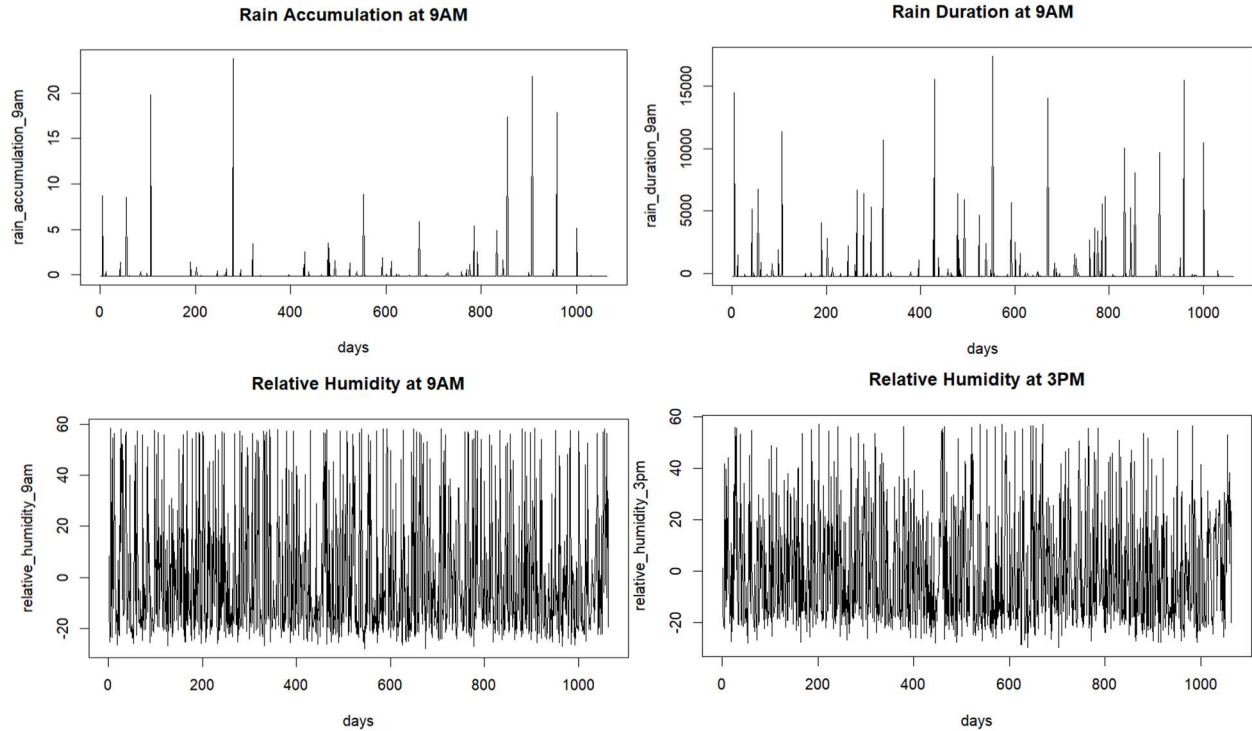 Rain Accumulation at 9AM
rain_accumulation_9am
20
15
10
5
0
0 200 400 600 800 1000
days
Rain Duration at 9AM
rain_duration_9am
15000
10000
5000
0
0 200 400 600 800 1000
days
Relative Humidity at 9AM
relative_humidity_9am
60
40
20
0
-20
0 200 400 600 800 1000
days
Relative Humidity at 3PM
relative_humidity_3pm
60
40
20
0
-20
0 200 400 600 800 1000
days